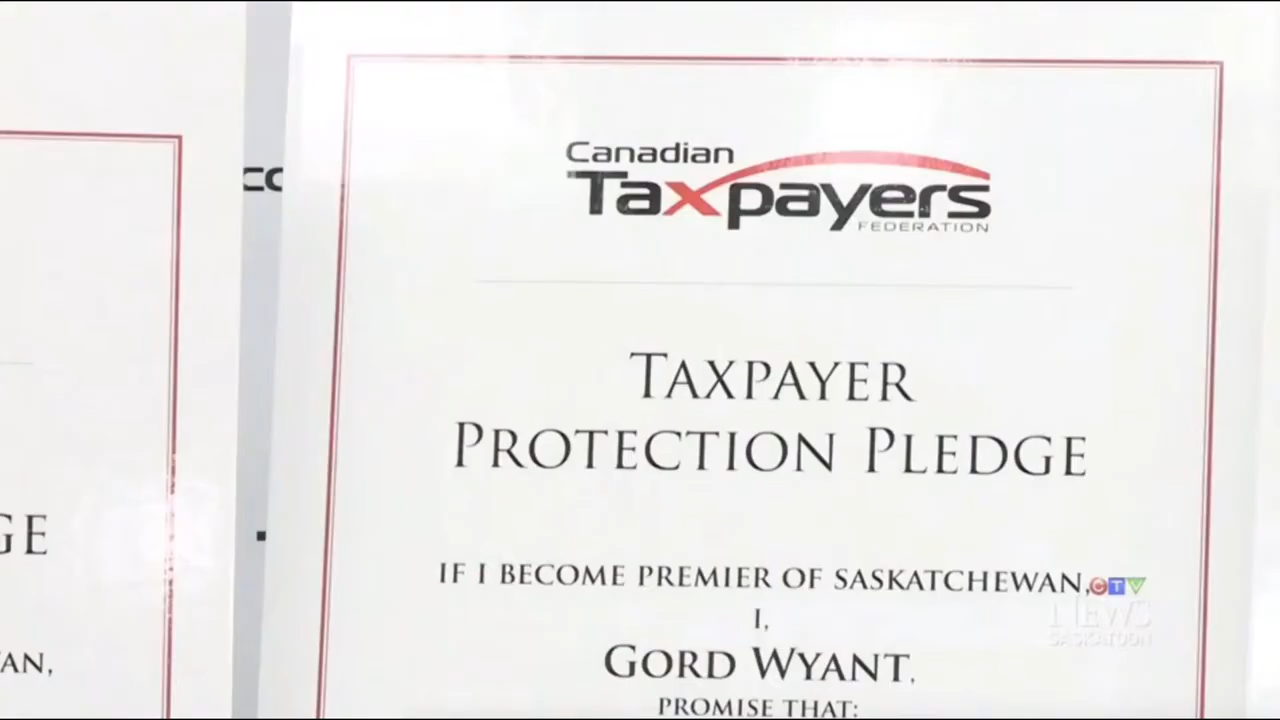 GE
AN,
CO
Canadian
Taxpayers
FEDERATION
TAXPAYER
PROTECTION PLEDGE
IF I BECOME PREMIER OF SASKATCHEWAN,
I,
GORD WYANT,
PROMISE THAT:
CTV
NEWS
SASKATOON